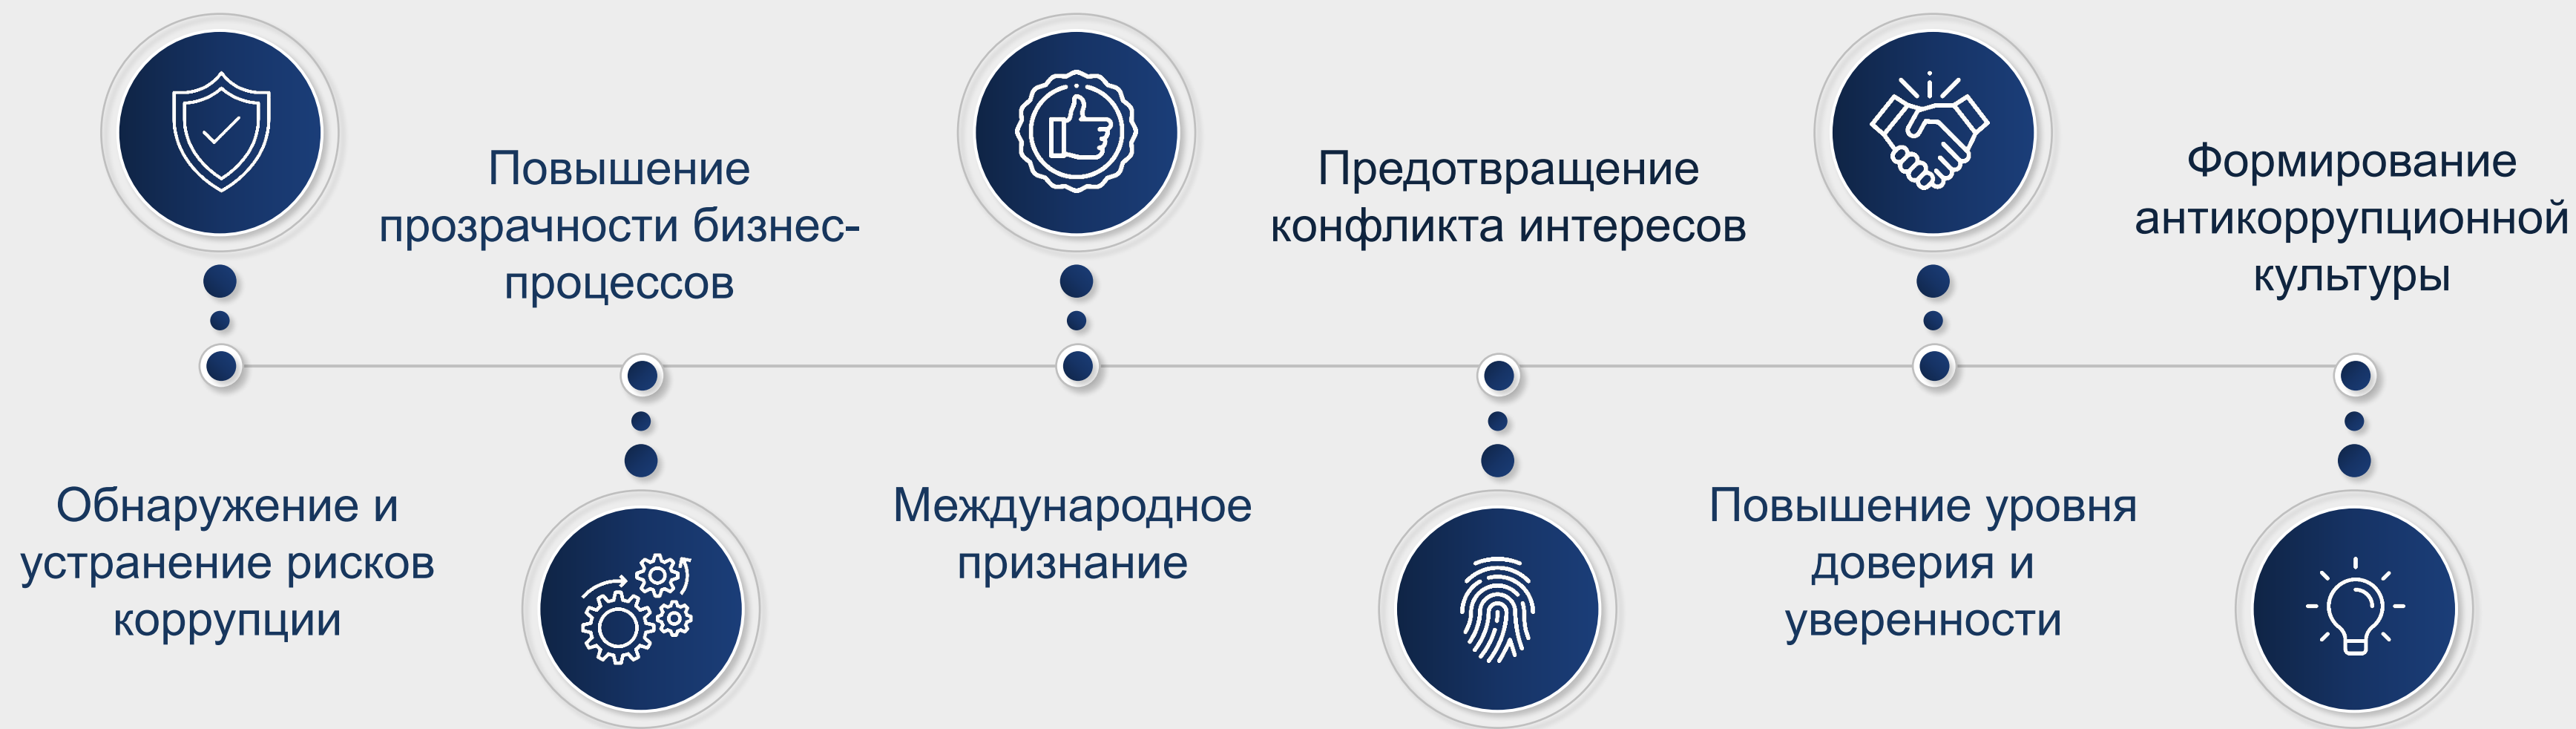 Обнаружение и
устранение рисков
коррупции
Повышение
прозрачности бизнес-
процессов
Международное
признание
Предотвращение
конфликта интересов
Повышение уровня
доверия и
уверенности
Формирование
антикоррупционной
культуры